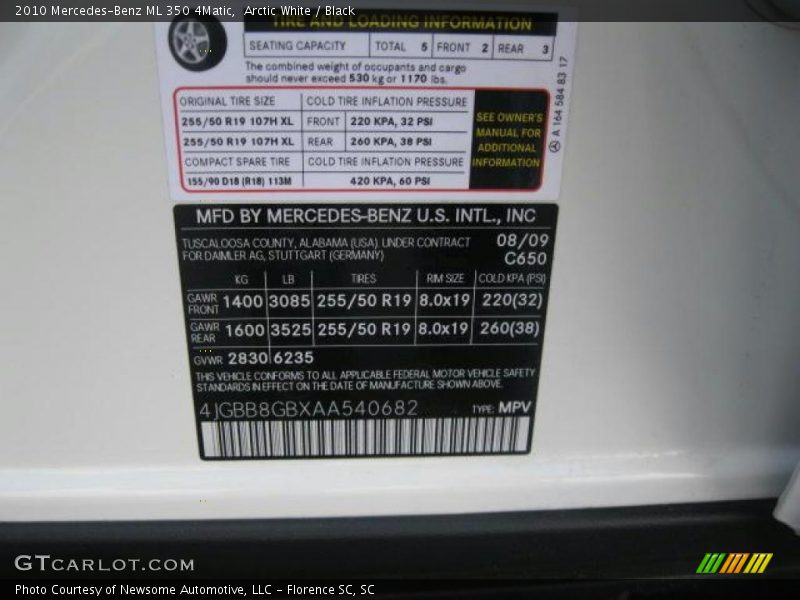 2010 Mercedes-Benz ML 350 4Matic, Arctic White / Black
TIRE AND LOADING INFORMATION
SEATING CAPACITY TOTAL 5 FRONT 2 REAR 3
The combined weight of occupants and cargo
should never exceed 530 kg or 1170 lbs.
ORIGINAL TIRE SIZE COLD TIRE INFLATION PRESSURE
255/50 R19 107H XL FRONT 220 KPA, 32 PSI
255/50 R19 107H XL REAR 260 KPA, 38 PSI
COMPACT SPARE TIRE COLD TIRE INFLATION PRESSURE
155/90 D18 (R18) 113M 420 KPA, 60 PSI
SEE OWNER'S
MANUAL FOR
ADDITIONAL
INFORMATION
A 164 584 83 17
MFD BY MERCEDES-BENZ U.S. INTL., INC
TUSCALOOSA COUNTY, ALABAMA (USA), UNDER CONTRACT 08/09
FOR DAIMLER AG, STUTTGART (GERMANY) C650
KG LB TIRES RIM SIZE COLD KPA (PSI)
GAWR FRONT 1400 3085 255/50 R19 8.0x19 220(32)
GAWR REAR 1600 3525 255/50 R19 8.0x19 260(38)
GVWR 2830 6235
THIS VEHICLE CONFORMS TO ALL APPLICABLE FEDERAL MOTOR VEHICLE SAFETY
STANDARDS IN EFFECT ON THE DATE OF MANUFACTURE SHOWN ABOVE.
4JGBB8GBXAA540682 TYPE: MPV
GTCARLOT.COM
Photo Courtesy of Newsome Automotive, LLC - Florence SC, SC